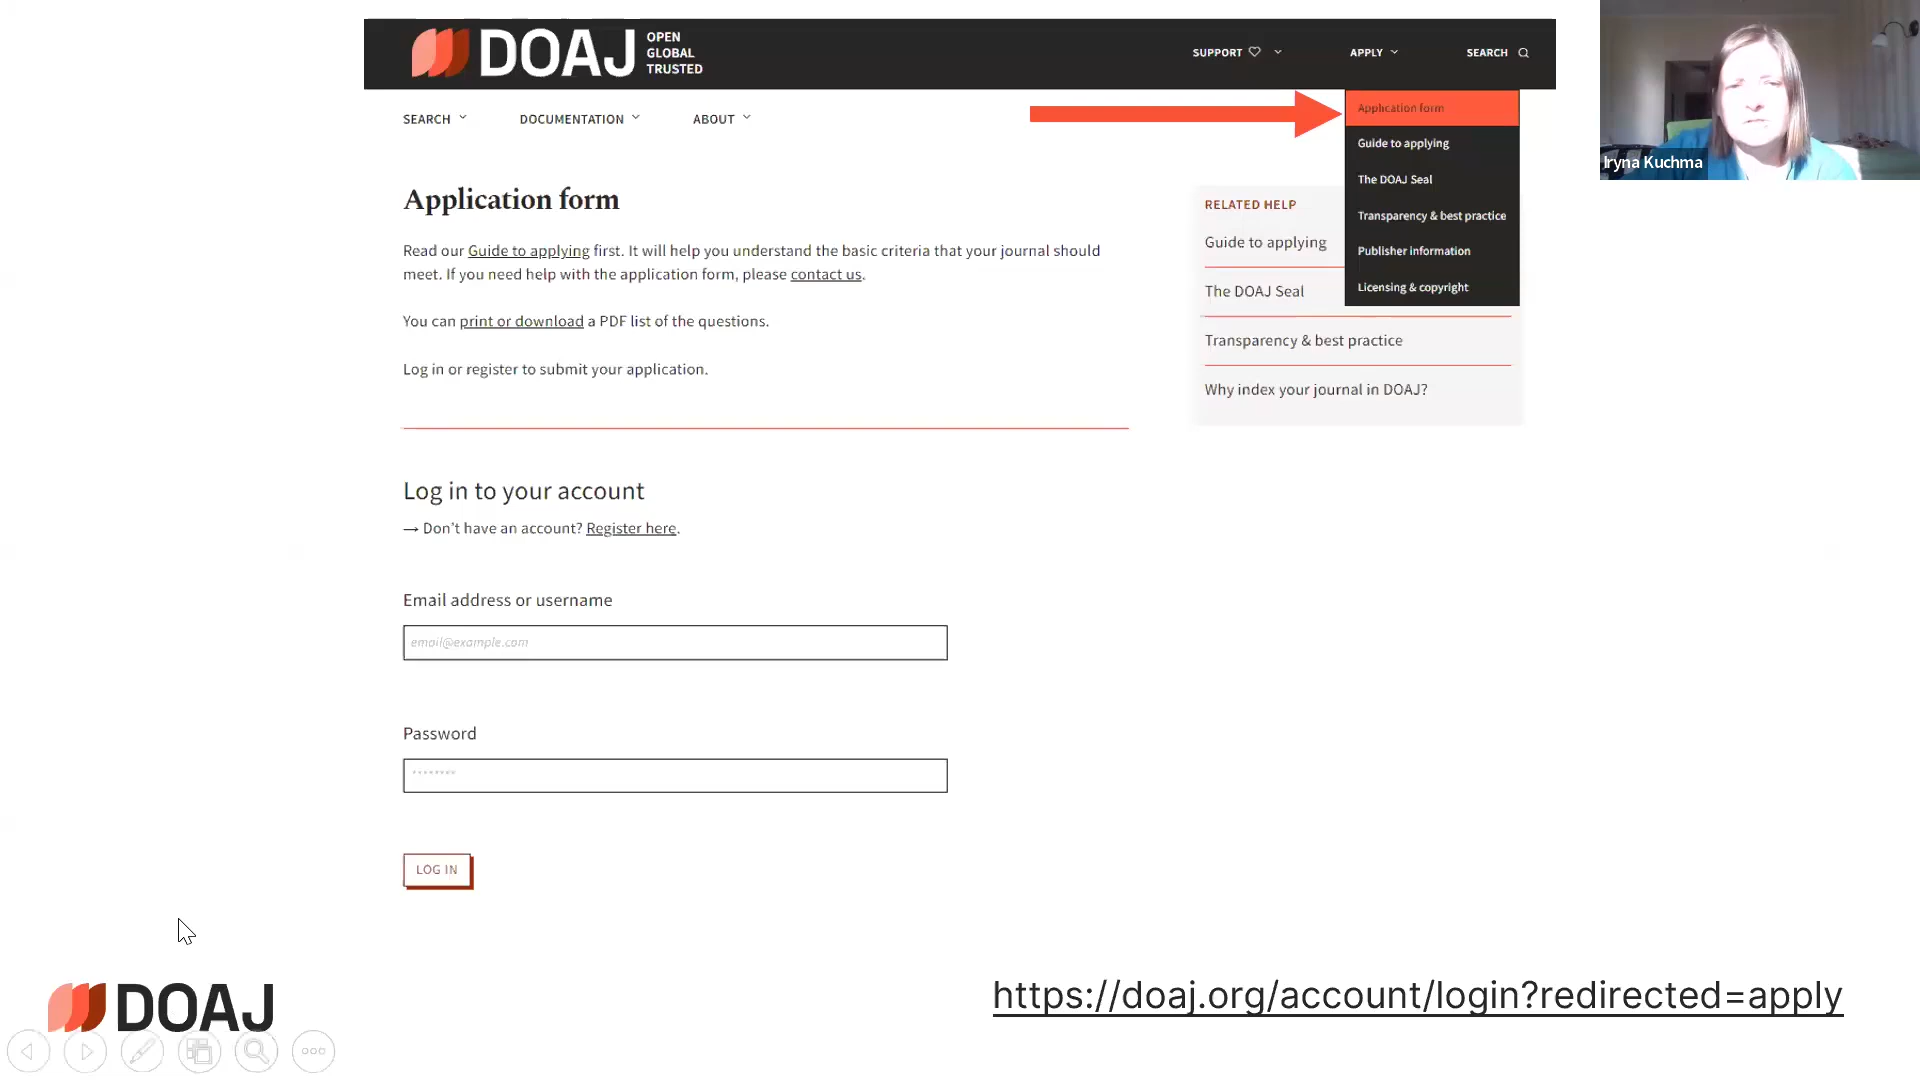 DOAJ
OPEN
GLOBAL
TRUSTED
SUPPORT
APPLY
SEARCH
SEARCH
DOCUMENTATION
ABOUT
Application form
Guide to applying
The DOAJ Seal
Transparency & best practice
Publisher information
Licensing & copyright
Iryna Kuchma
Application form
Read our Guide to applying first. It will help you understand the basic criteria that your journal should
meet. If you need help with the application form, please contact us.
You can print or download a PDF list of the questions.
Log in or register to submit your application.
RELATED HELP
Guide to applying
The DOAJ Seal
Transparency & best practice
Why index your journal in DOAJ?
Log in to your account
→ Don't have an account? Register here.
Email address or username
email@example.com
Password
********
LOG IN
DOAJ
https://doaj.org/account/login?redirected=apply